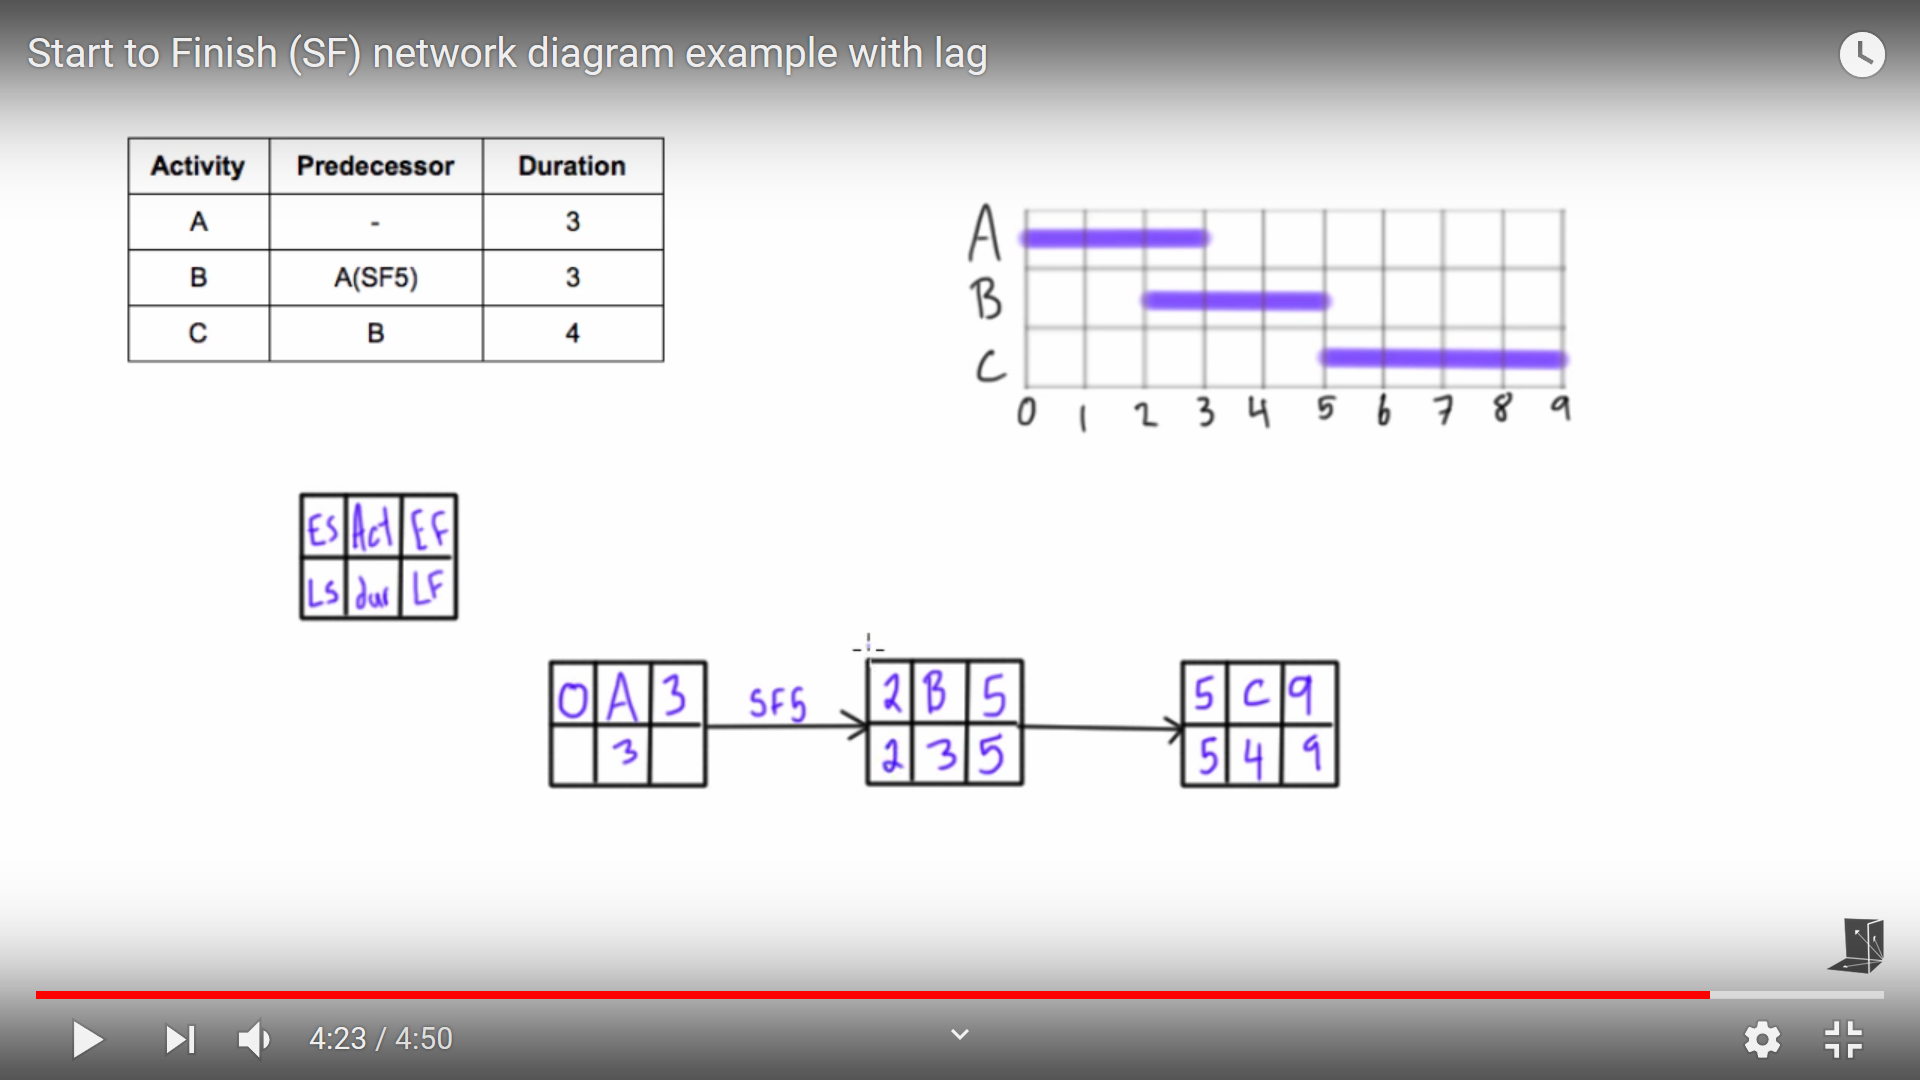 Start to Finish (SF) network diagram example with lag
Activity Predecessor Duration
A - 3
B A(SF5) 3
C B 4
A
B
C
0 1 2 3 4 5 6 7 8 9
ES Act EF
LS dur LF
0 A 3
3
SF5
2 B 5
2 3 5
5 C 9
5 4 9
4:23 / 4:50